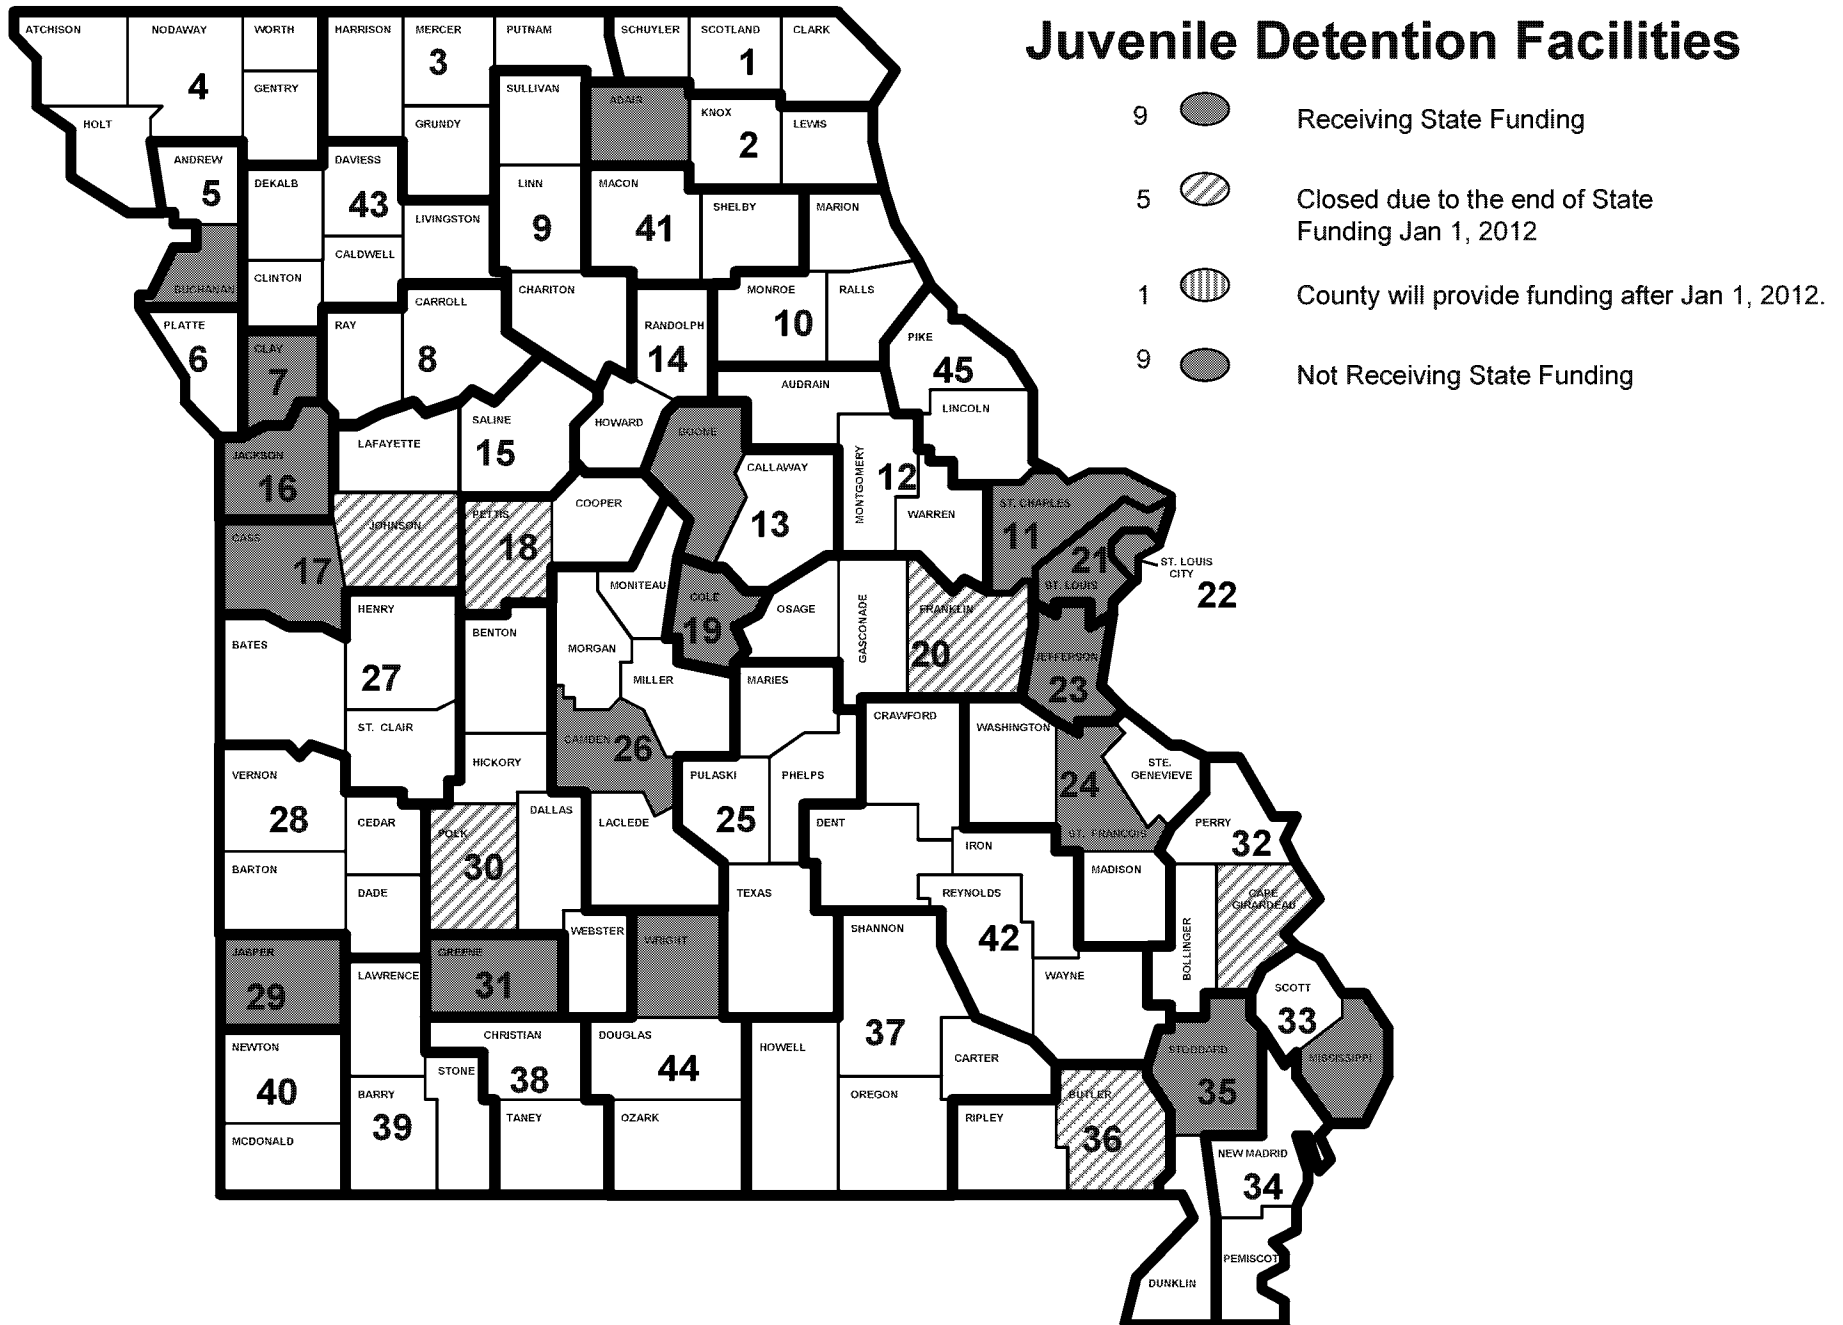 Juvenile Detention Facilities
9 Receiving State Funding
5 Closed due to the end of State
Funding Jan 1, 2012
1 County will provide funding after Jan 1, 2012.
9 Not Receiving State Funding
ATCHISON
NODAWAY
WORTH
HARRISON
MERCER
PUTNAM
SCHUYLER
SCOTLAND
CLARK
4
3
1
GENTRY
SULLIVAN
ADAIR
HOLT
GRUNDY
KNOX
LEWIS
2
ANDREW
5
DEKALB
DAVIESS
43
LINN
9
MACON
41
SHELBY
MARION
LIVINGSTON
CALDWELL
BUCHANAN
CLINTON
CARROLL
CHARITON
MONROE
RALLS
10
PLATTE
6
CLAY
7
RAY
8
RANDOLPH
14
PIKE
45
AUDRAIN
LINCOLN
SALINE
15
HOWARD
BOONE
LAFAYETTE
JACKSON
16
CALLAWAY
13
MONTGOMERY
12
WARREN
ST. CHARLES
11
COOPER
JOHNSON
PETTIS
18
CASS
17
21
ST. LOUIS
ST. LOUIS
CITY
22
MONITEAU
COLE
19
OSAGE
GASCONADE
FRANKLIN
20
HENRY
27
BENTON
BATES
MORGAN
MILLER
MARIES
JEFFERSON
23
ST. CLAIR
CAMDEN
26
CRAWFORD
WASHINGTON
HICKORY
VERNON
28
PULASKI
25
PHELPS
STE.
GENEVIEVE
24
ST. FRANCOIS
CEDAR
POLK
30
DALLAS
LACLEDE
DENT
IRON
PERRY
32
BARTON
DADE
TEXAS
REYNOLDS
42
MADISON
CAPE
GIRARDEAU
BOLLINGER
WEBSTER
WRIGHT
SHANNON
JASPER
29
GREENE
31
LAWRENCE
WAYNE
SCOTT
33
37
CHRISTIAN
38
DOUGLAS
44
HOWELL
NEWTON
40
STONE
CARTER
STODDARD
35
MISSISSIPPI
BARRY
39
TANEY
OZARK
OREGON
RIPLEY
BUTLER
36
MCDONALD
NEW MADRID
34
PEMISCOT
DUNKLIN